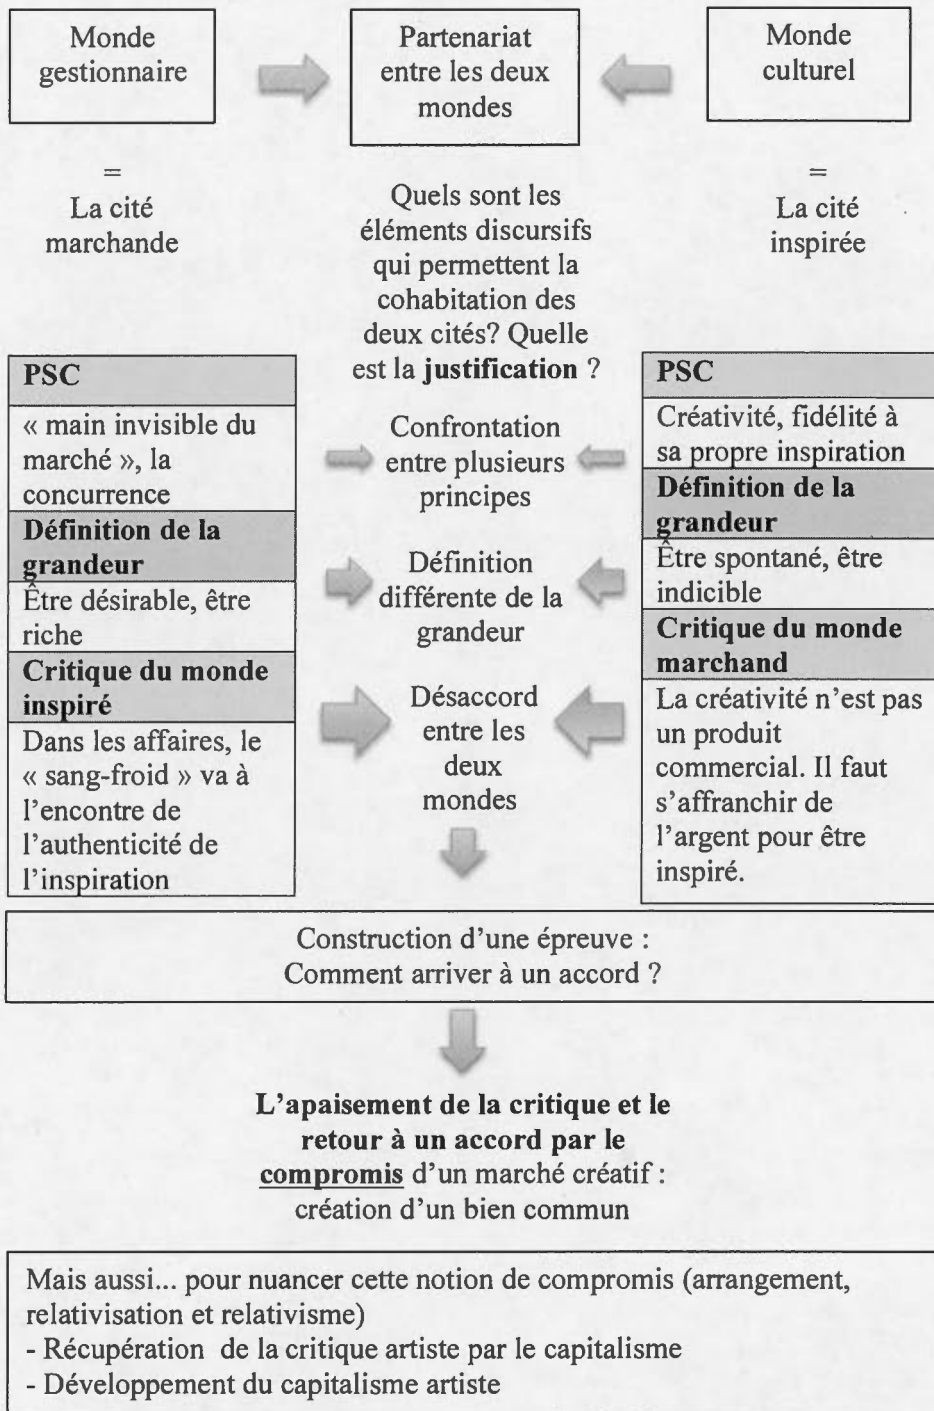 Monde
gestionnaire
Partenariat
entre les deux
mondes
Monde
culturel
=
La cité
marchande
Quels sont les
éléments discursifs
qui permettent la
cohabitation des
deux cités? Quelle
est la justification ?
=
La cité
inspirée
PSC
« main invisible du
marché », la
concurrence
Définition de la
grandeur
Être désirable, être
riche
Critique du monde
inspiré
Dans les affaires, le
« sang-froid » va à
l'encontre de
l'authenticité de
l'inspiration
Confrontation
entre plusieurs
principes
Définition
différente de la
grandeur
Désaccord
entre les
deux
mondes
PSC
Créativité, fidélité à
sa propre inspiration
Définition de la
grandeur
Être spontané, être
indicible
Critique du monde
marchand
La créativité n'est pas
un produit
commercial. Il faut
s'affranchir de
l'argent pour être
inspiré.
Construction d'une épreuve :
Comment arriver à un accord ?
L'apaisement de la critique et le
retour à un accord par le
compromis d'un marché créatif :
création d'un bien commun
Mais aussi... pour nuancer cette notion de compromis (arrangement,
relativisation et relativisme)
- Récupération de la critique artiste par le capitalisme
- Développement du capitalisme artiste